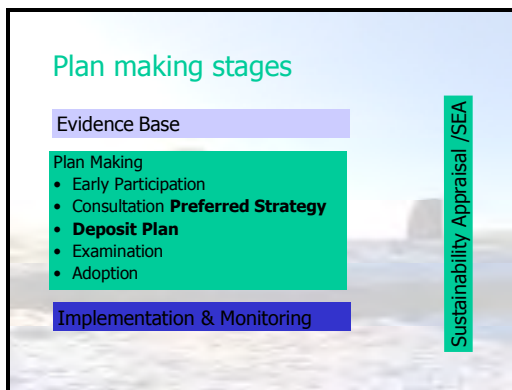 Plan making stages
Evidence Base
Plan Making
• Early Participation
• Consultation Preferred Strategy
• Deposit Plan
• Examination
• Adoption
Implementation & Monitoring
Sustainability Appraisal /SEA